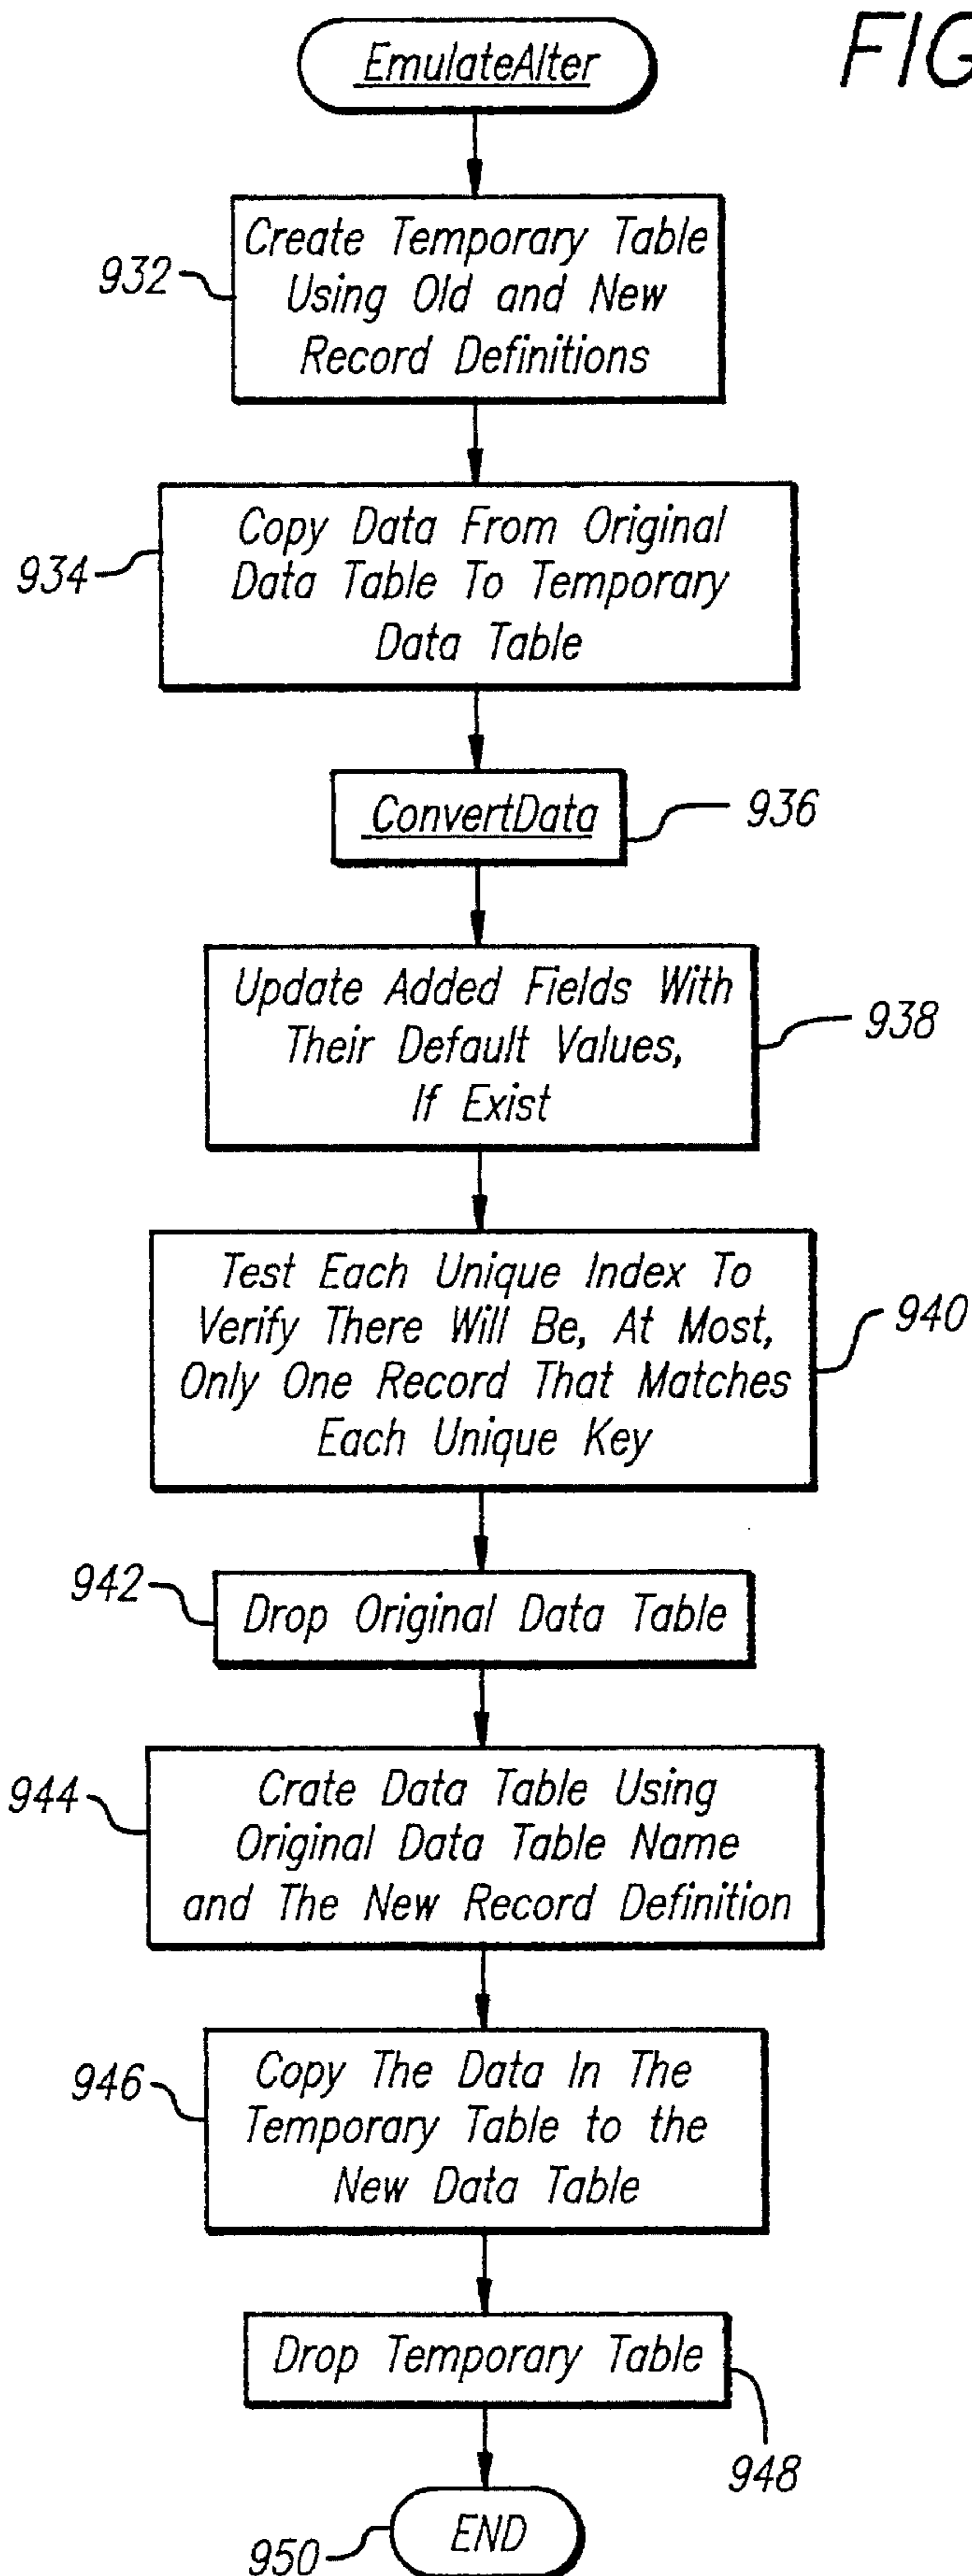 FIG
EmulateAlter
932
Create Temporary Table
Using Old and New
Record Definitions
934
Copy Data From Original
Data Table To Temporary
Data Table
ConvertData
936
Update Added Fields With
Their Default Values,
If Exist
938
Test Each Unique Index To
Verify There Will Be, At Most,
Only One Record That Matches
Each Unique Key
940
942
Drop Original Data Table
944
Crate Data Table Using
Original Data Table Name
and The New Record Definition
946
Copy The Data In The
Temporary Table to the
New Data Table
Drop Temporary Table
948
END
950